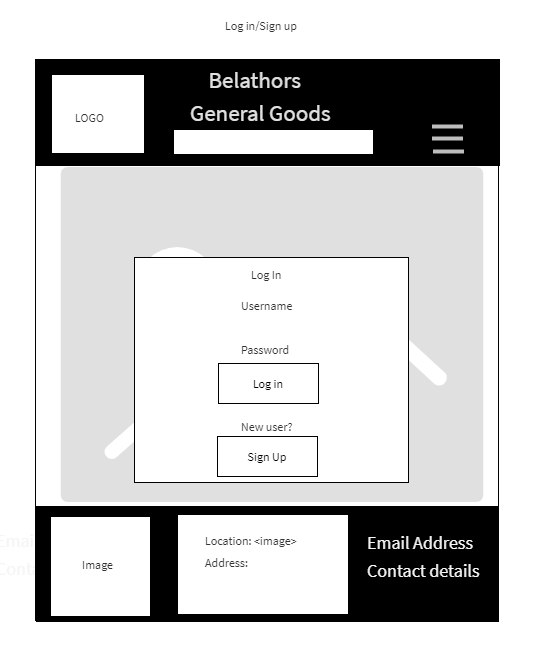 Log in/Sign up
Belathors
General Goods
LOGO
Log In
Username
Password
Log in
New user?
Sign Up
Image
Location: <image>
Address:
Email Address
Contact details